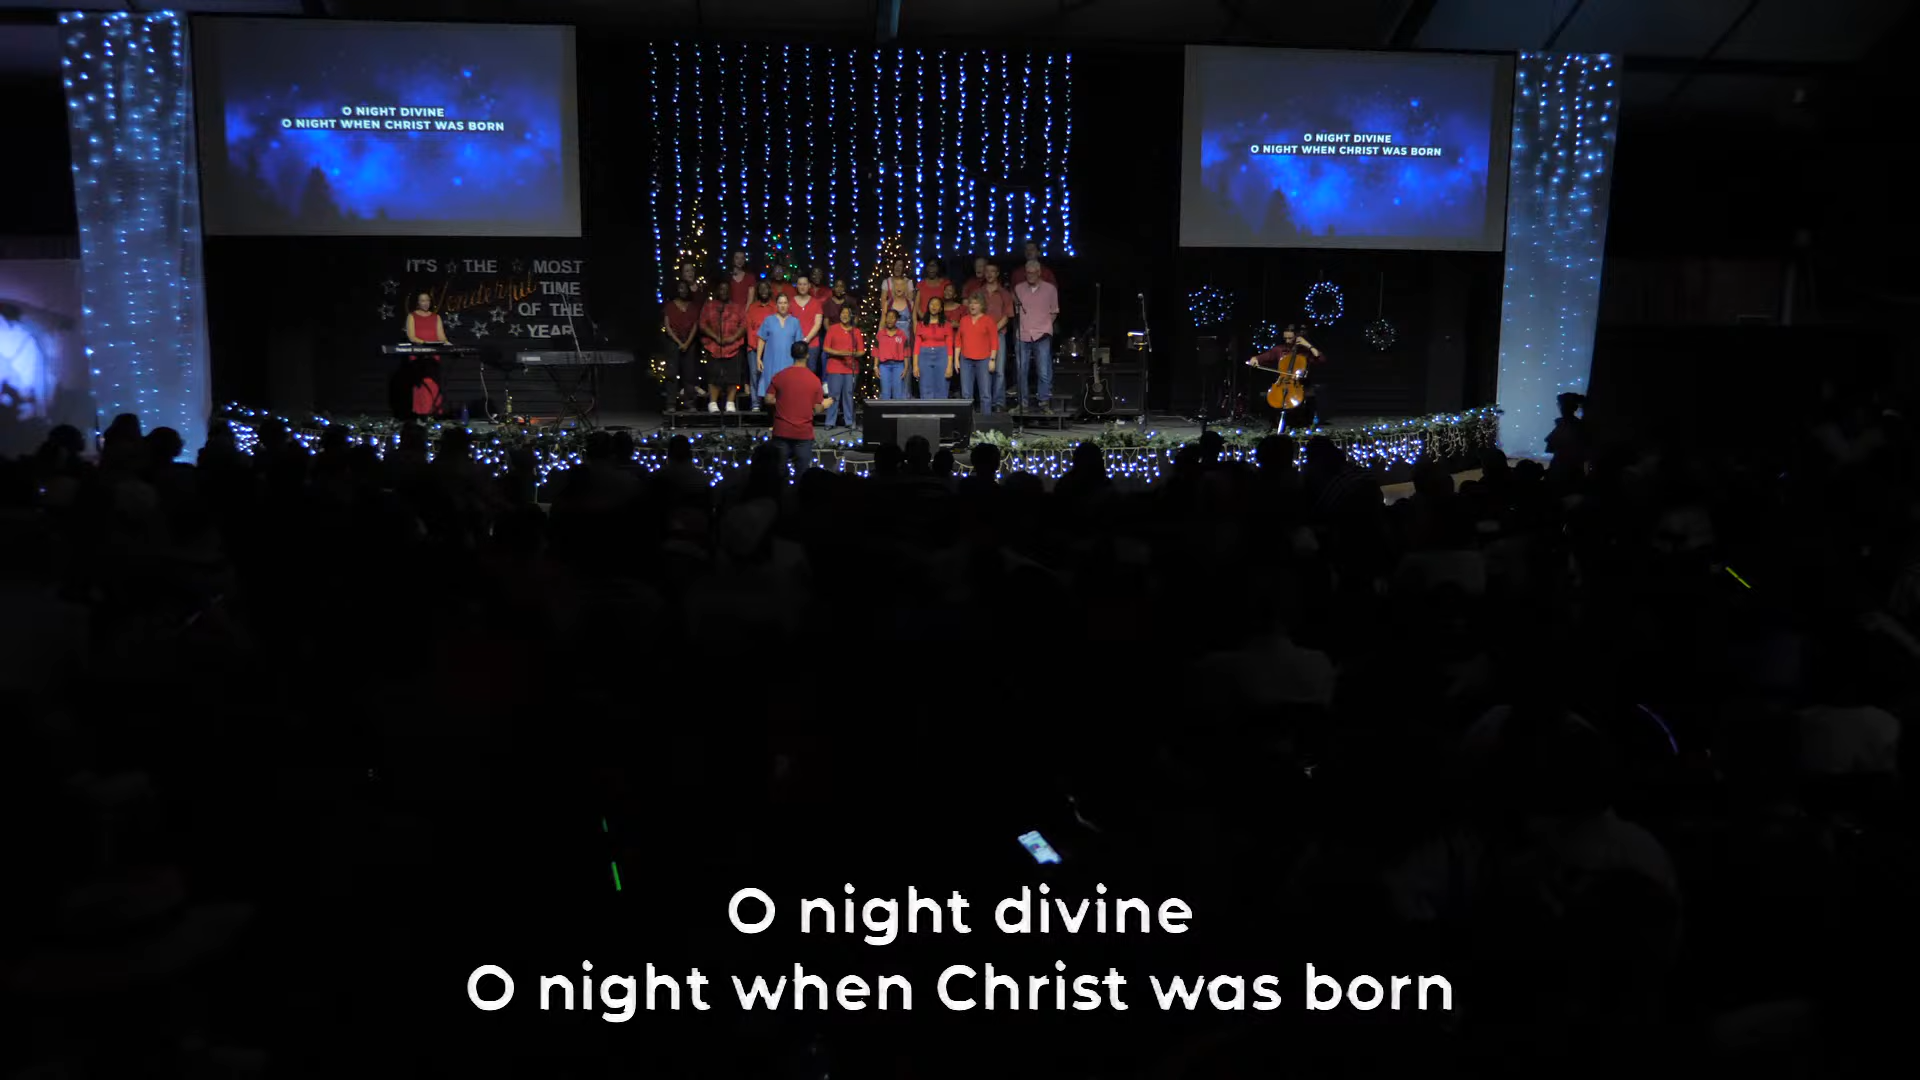 O NIGHT DIVINE
O NIGHT WHEN CHRIST WAS BORN
O NIGHT DIVINE
O NIGHT WHEN CHRIST WAS BORN
IT'S THE MOST
Wonderful TIME
OF THE
YEAR
O night divine
O night when Christ was born